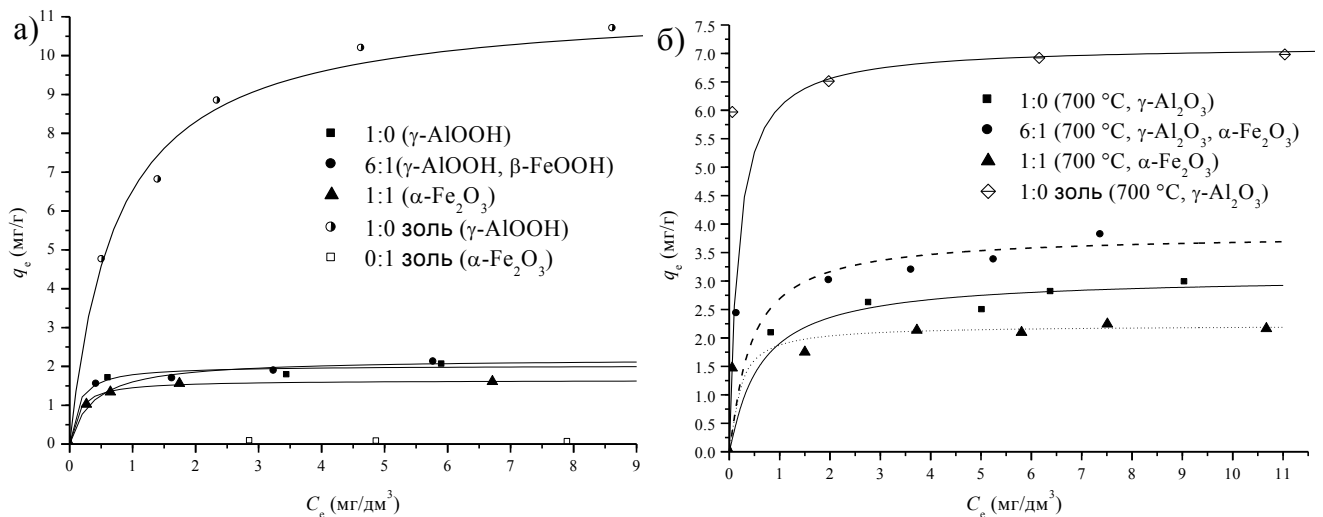 а)
11
10
9
8
7
6
5
4
3
2
1
0
qₑ (мг/г)
1:0 (γ-AlOOH)
6:1(γ-AlOOH, β-FeOOH)
1:1 (α-Fe₂O₃)
1:0 золь (γ-AlOOH)
0:1 золь (α-Fe₂O₃)
0 1 2 3 4 5 6 7 8 9
Cₑ (мг/дм³)
б)
7.5
7.0
6.5
6.0
5.5
5.0
4.5
4.0
3.5
3.0
2.5
2.0
1.5
1.0
0.5
0.0
qₑ (мг/г)
1:0 (700 °C, γ-Al₂O₃)
6:1 (700 °C, γ-Al₂O₃, α-Fe₂O₃)
1:1 (700 °C, α-Fe₂O₃)
1:0 золь (700 °C, γ-Al₂O₃)
0 1 2 3 4 5 6 7 8 9 10 11
Cₑ (мг/дм³)